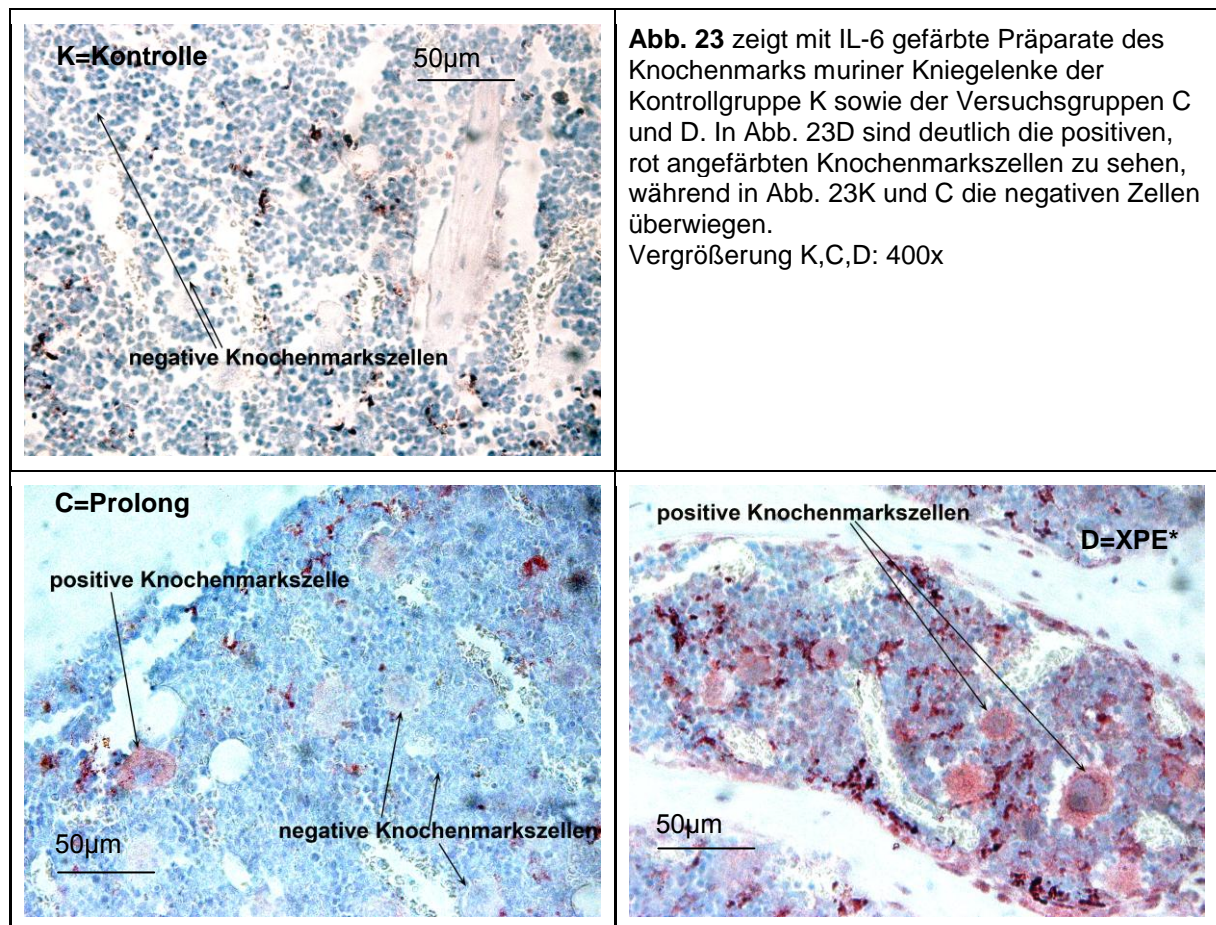 K=Kontrolle
50µm
negative Knochenmarkszellen
Abb. 23 zeigt mit IL-6 gefärbte Präparate des
Knochenmarks muriner Kniegelenke der
Kontrollgruppe K sowie der Versuchsgruppen C
und D. In Abb. 23D sind deutlich die positiven,
rot angefärbten Knochenmarkszellen zu sehen,
während in Abb. 23K und C die negativen Zellen
überwiegen.
Vergrößerung K,C,D: 400x
C=Prolong
positive Knochenmarkszelle
negative Knochenmarkszellen
50µm
positive Knochenmarkszellen
D=XPE*
50µm